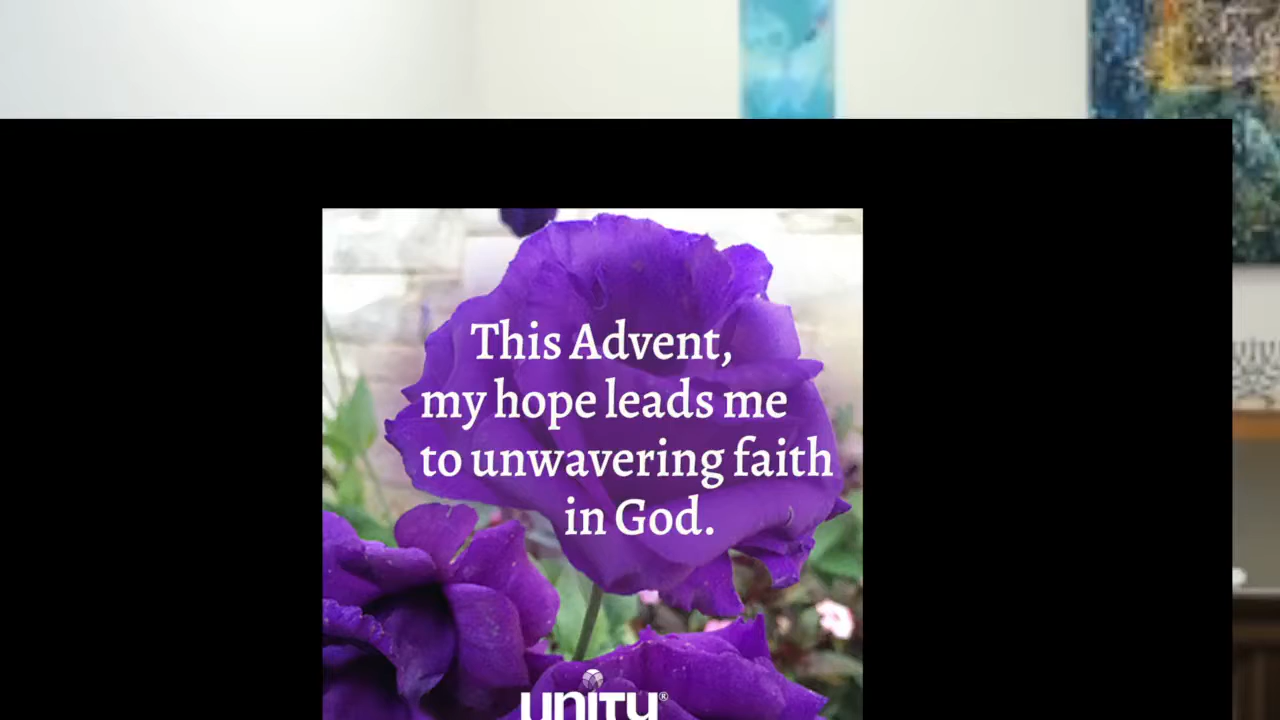 This Advent,
my hope leads me
to unwavering faith
in God.
unity®